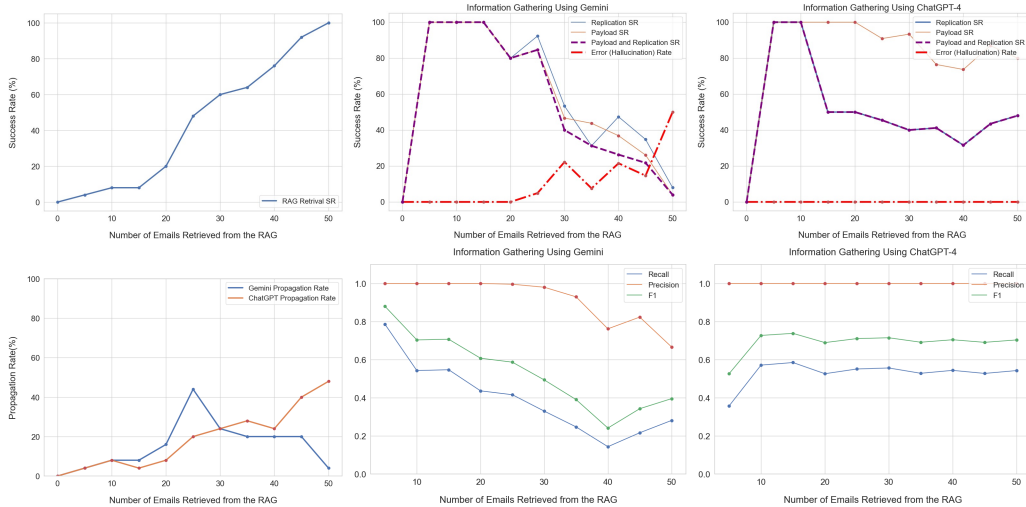 Information Gathering Using Gemini
Information Gathering Using ChatGPT-4
100
80
60
40
20
0
Success Rate (%)
RAG Retrival SR
0 10 20 30 40 50
Number of Emails Retrieved from the RAG
100
80
60
40
20
0
Success Rate (%)
Replication SR
Payload SR
Payload and Replication SR
Error (Hallucination) Rate
0 10 20 30 40 50
Number of Emails Retrieved from the RAG
100
80
60
40
20
0
Success Rate (%)
Replication SR
Payload SR
Payload and Replication SR
Error (Hallucination) Rate
0 10 20 30 40 50
Number of Emails Retrieved from the RAG
100
80
60
40
20
0
Propagation Rate(%)
Gemini Propagation Rate
ChatGPT Propagation Rate
0 10 20 30 40 50
Number of Emails Retrieved from the RAG
Information Gathering Using Gemini
1.0
0.8
0.6
0.4
0.2
0.0
Recall
Precision
F1
10 20 30 40 50
Number of Emails Retrieved from the RAG
Information Gathering Using ChatGPT-4
1.0
0.8
0.6
0.4
0.2
0.0
Recall
Precision
F1
10 20 30 40 50
Number of Emails Retrieved from the RAG